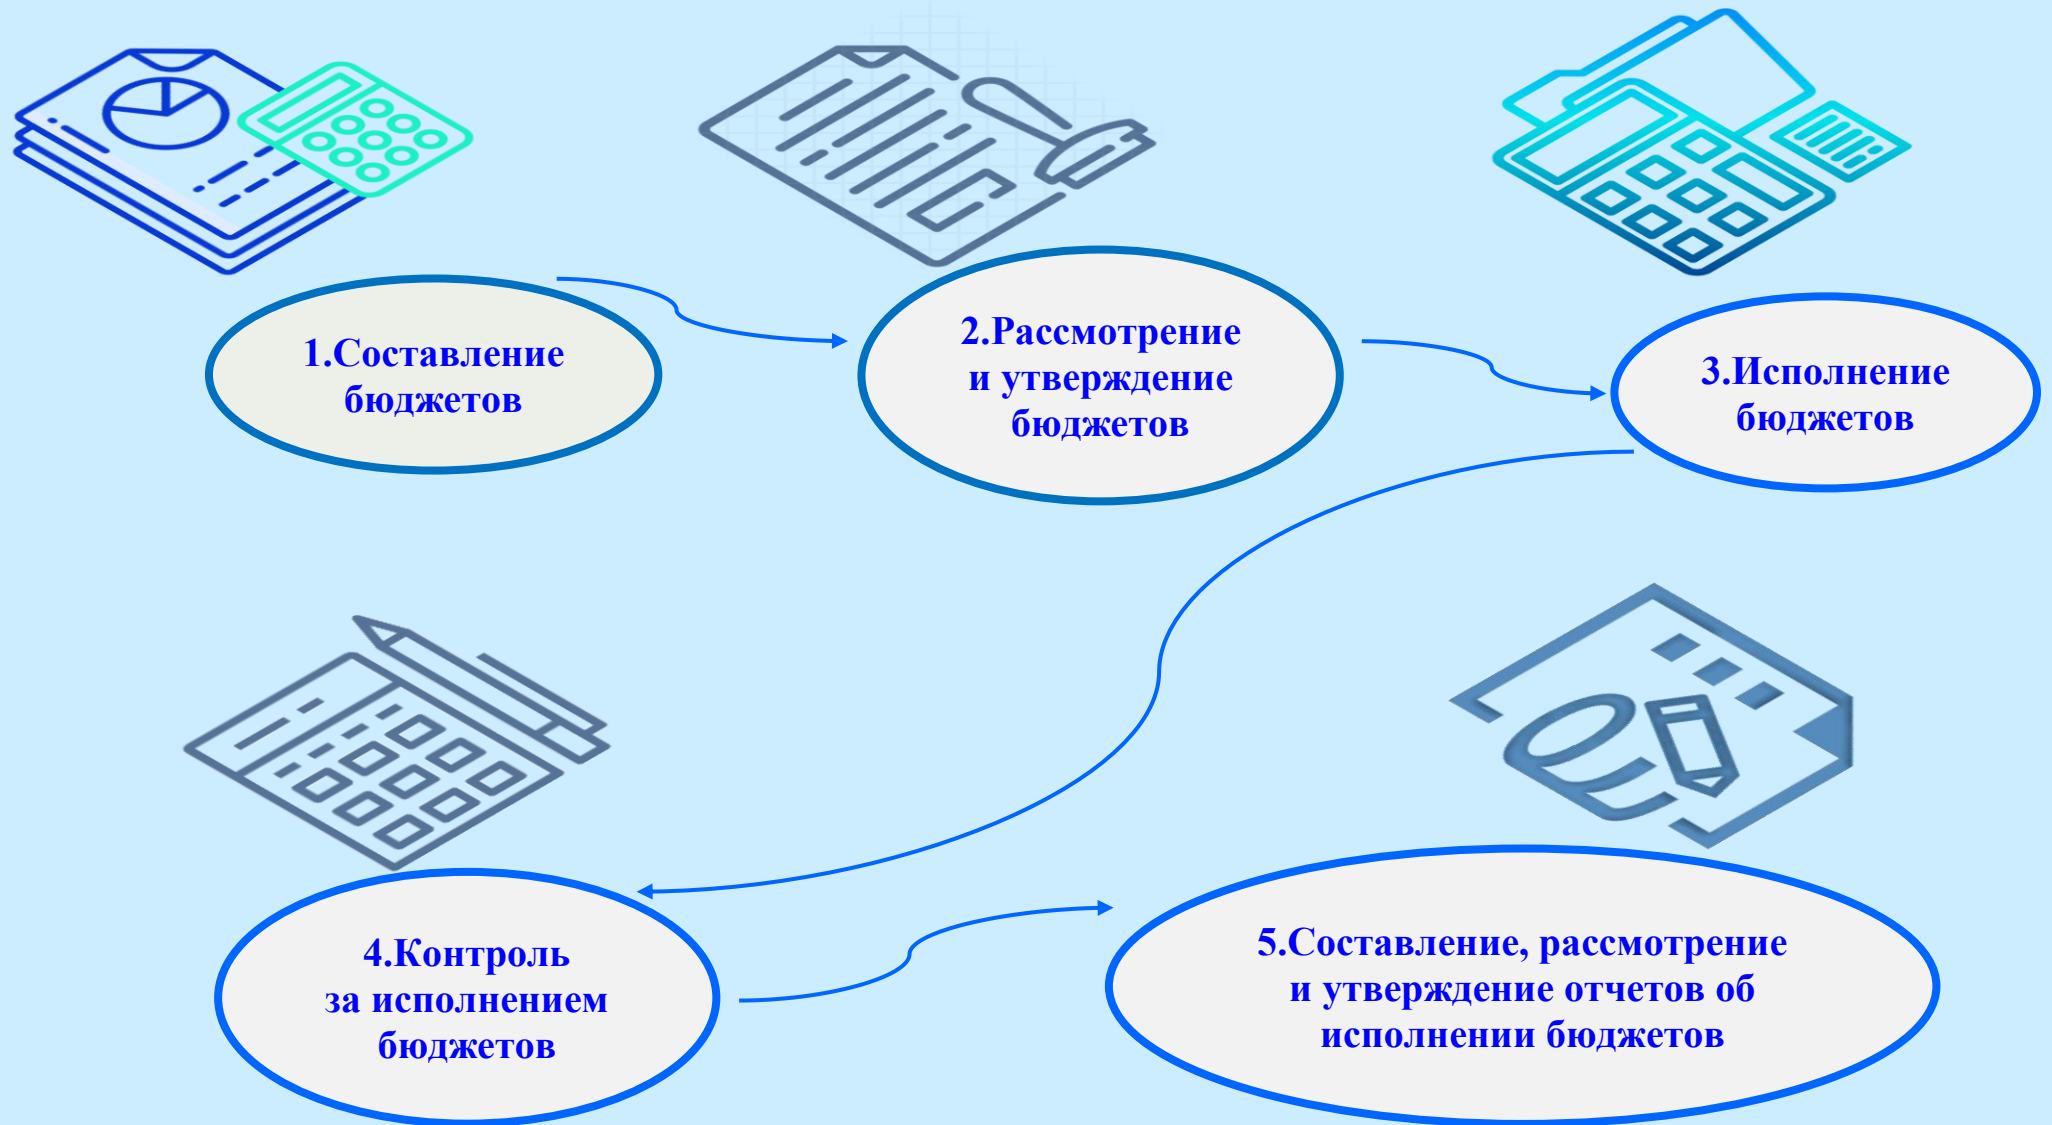 1.Составление
бюджетов
2.Рассмотрение
и утверждение
бюджетов
3.Исполнение
бюджетов
4.Контроль
за исполнением
бюджетов
5.Составление, рассмотрение
и утверждение отчетов об
исполнении бюджетов